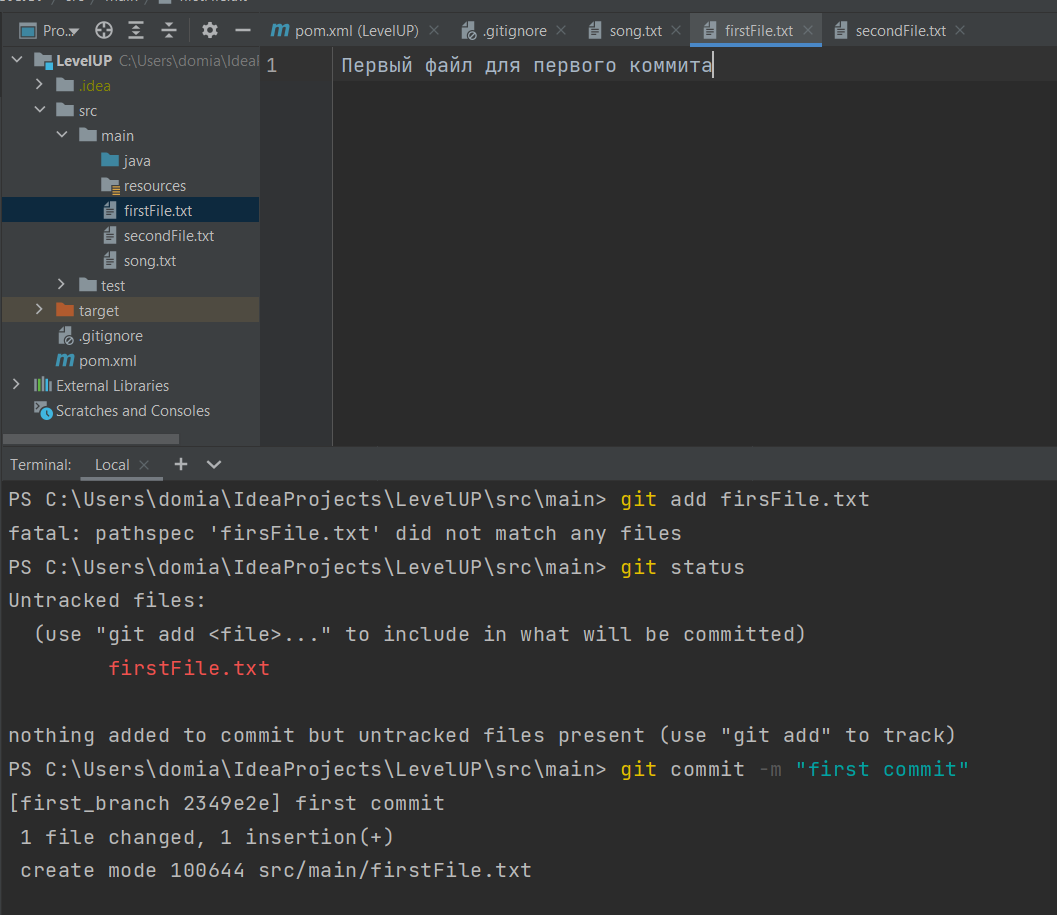 Pro...
pom.xml (LevelUP)
.gitignore
song.txt
firstFile.txt
secondFile.txt
LevelUP C:\Users\domia\Idea
.idea
src
main
java
resources
firstFile.txt
secondFile.txt
song.txt
test
target
.gitignore
pom.xml
External Libraries
Scratches and Consoles
1 Первый файл для первого коммита
Terminal: Local
PS C:\Users\domia\IdeaProjects\LevelUP\src\main> git add firsFile.txt
fatal: pathspec 'firsFile.txt' did not match any files
PS C:\Users\domia\IdeaProjects\LevelUP\src\main> git status
Untracked files:
(use "git add <file>..." to include in what will be committed)
firstFile.txt
nothing added to commit but untracked files present (use "git add" to track)
PS C:\Users\domia\IdeaProjects\LevelUP\src\main> git commit -m "first commit"
[first_branch 2349e2e] first commit
1 file changed, 1 insertion(+)
create mode 100644 src/main/firstFile.txt